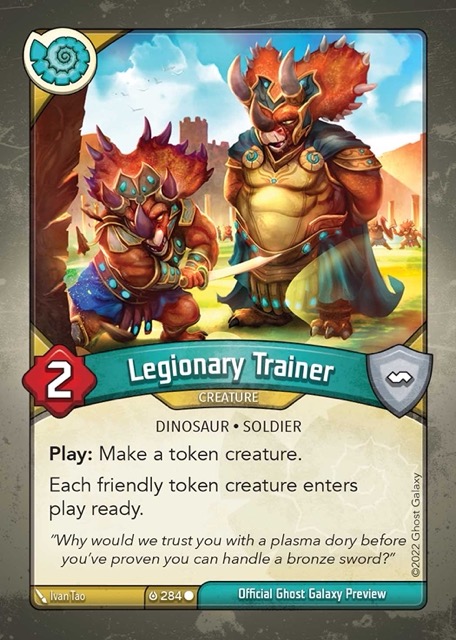 2
Legionary Trainer
CREATURE
DINOSAUR • SOLDIER
Play: Make a token creature.
Each friendly token creature enters
play ready.
"Why would we trust you with a plasma dory before
you've proven you can handle a bronze sword?"
©2022 Ghost Galaxy
Ivan Tao
284
Official Ghost Galaxy Preview